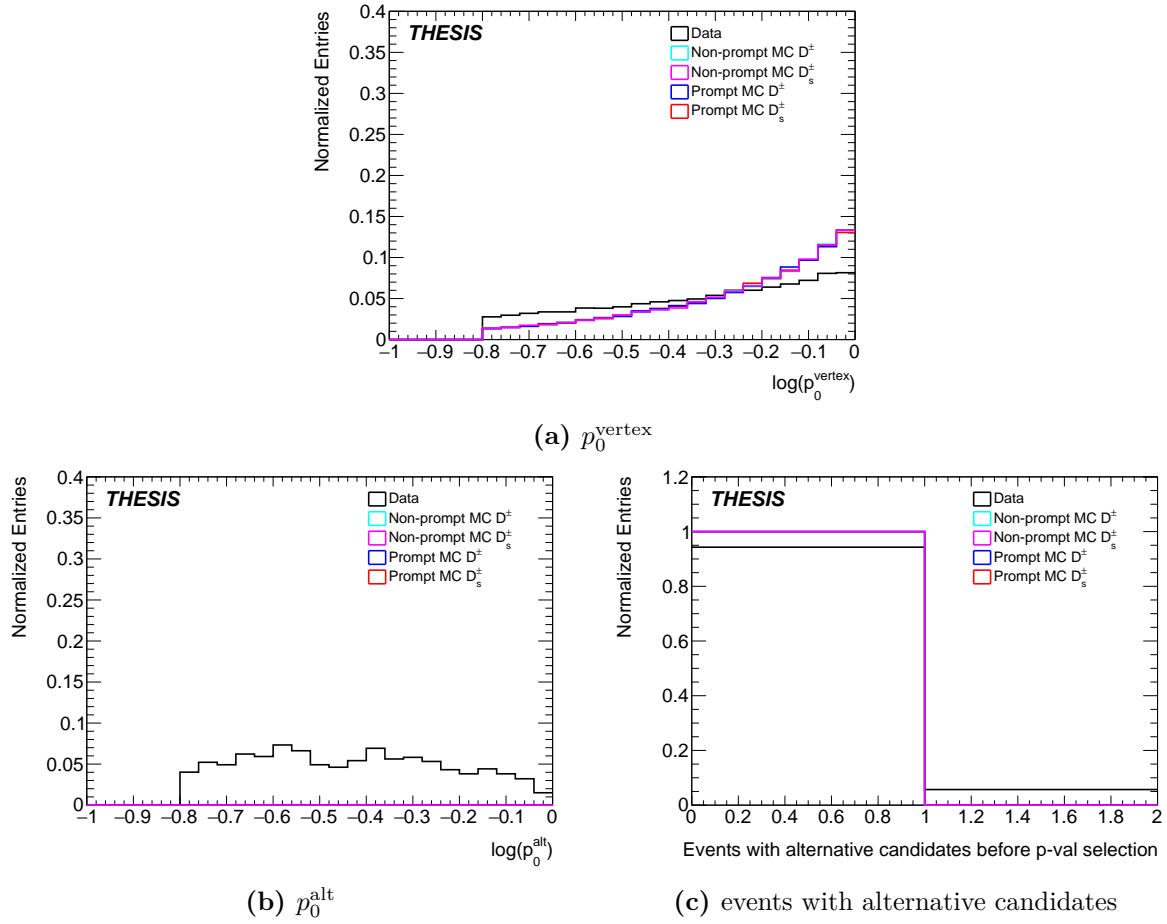 THESIS
Data
Non-prompt MC D±
Non-prompt MC D±s
Prompt MC D±
Prompt MC D±s
Normalized Entries
0.4
0.35
0.3
0.25
0.2
0.15
0.1
0.05
0
−1 −0.9 −0.8 −0.7 −0.6 −0.5 −0.4 −0.3 −0.2 −0.1 0
log(p0vertex)
(a) p0vertex
THESIS
Data
Non-prompt MC D±
Non-prompt MC D±s
Prompt MC D±
Prompt MC D±s
Normalized Entries
0.4
0.35
0.3
0.25
0.2
0.15
0.1
0.05
0
−1 −0.9 −0.8 −0.7 −0.6 −0.5 −0.4 −0.3 −0.2 −0.1 0
log(p0alt)
(b) p0alt
THESIS
Data
Non-prompt MC D±
Non-prompt MC D±s
Prompt MC D±
Prompt MC D±s
Normalized Entries
1.2
1
0.8
0.6
0.4
0.2
0
0 0.2 0.4 0.6 0.8 1 1.2 1.4 1.6 1.8 2
Events with alternative candidates before p-val selection
(c) events with alternative candidates